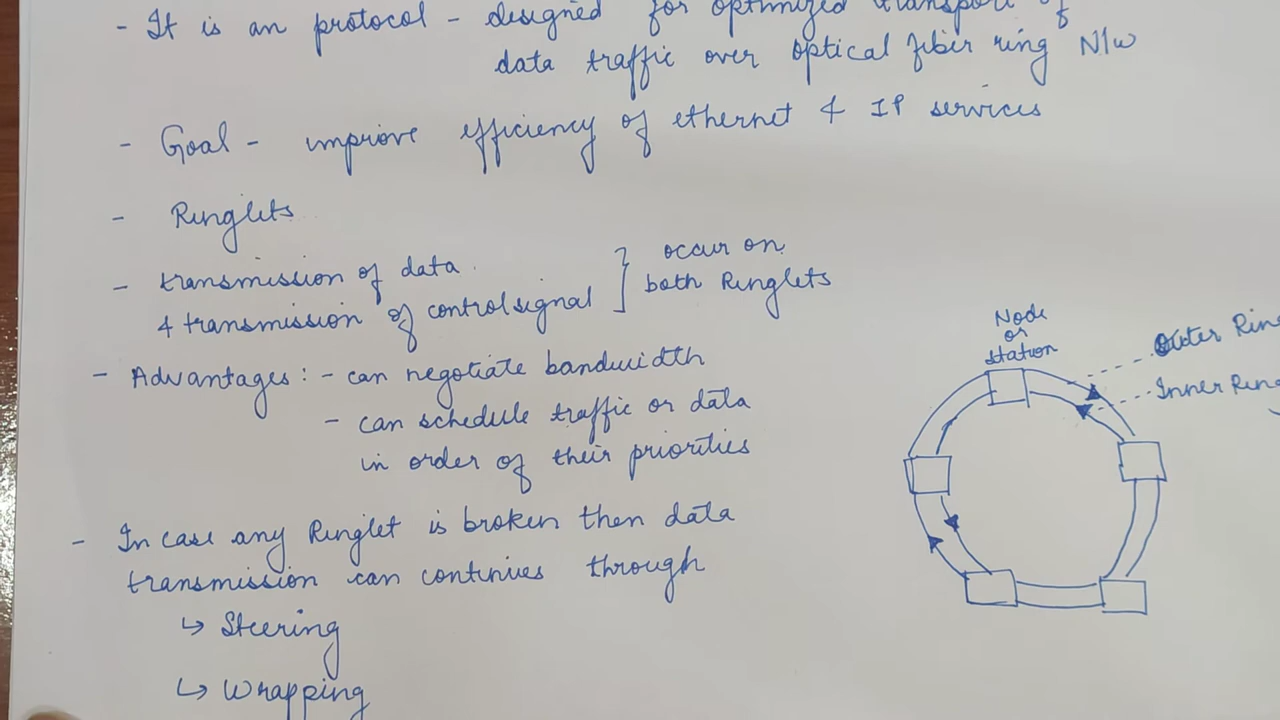 - It is an protocol - designed for optimized transport of
data traffic over optical fiber ring N/w
- Goal - improve efficiency of ethernet & IP services
- Ringlets
- transmission of data
& transmission of control signal } occur on both Ringlets
- Advantages: - can negotiate bandwidth
- can schedule traffic or data
in order of their priorities
- In case any Ringlet is broken then data
transmission can continues through
↳ Steering
↳ Wrapping
Node
or
station
Outer Ring
Inner Ring